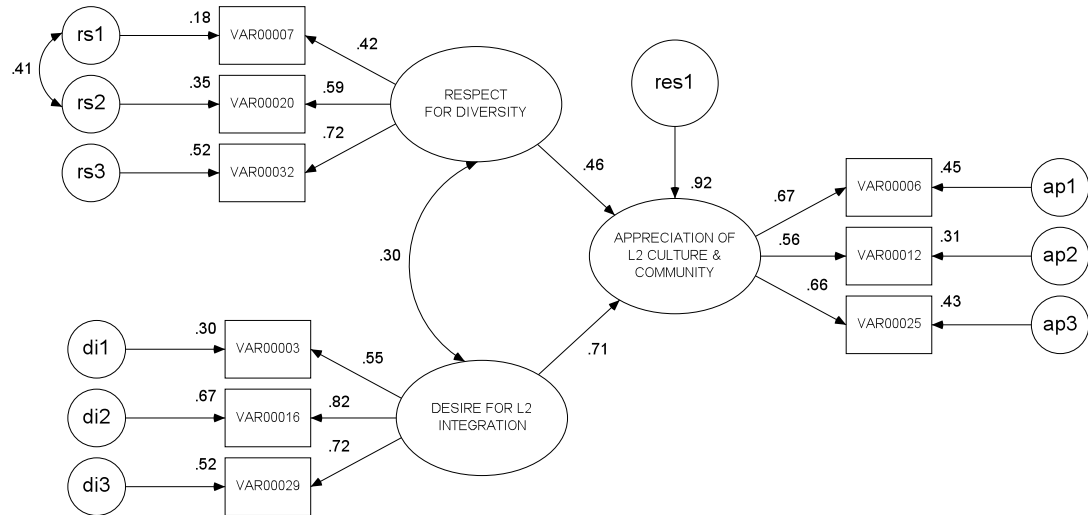 rs1
.18
VAR00007
.42
.41
rs2
.35
VAR00020
.59
RESPECT
FOR DIVERSITY
res1
rs3
.52
VAR00032
.72
.46
.92
.67
VAR00006
.45
ap1
.30
APPRECIATION OF
L2 CULTURE &
COMMUNITY
.56
VAR00012
.31
ap2
.66
VAR00025
.43
ap3
di1
.30
VAR00003
.55
.71
di2
.67
VAR00016
.82
DESIRE FOR L2
INTEGRATION
di3
.52
VAR00029
.72